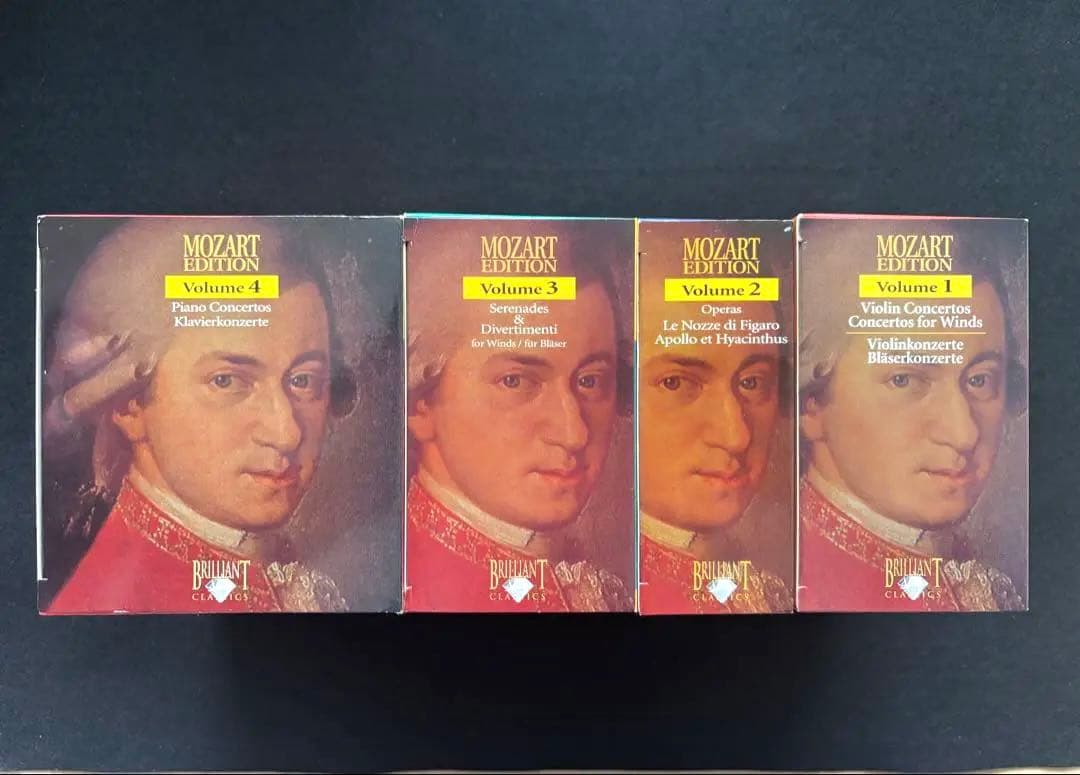 MOZART
EDITION
Volume 4
Piano Concertos
Klavierkonzerte
BRILLIANT
CLASSICS
MOZART
EDITION
Volume 3
Serenades
&
Divertimenti
for Winds / für Bläser
BRILLIANT
CLASSICS
MOZART
EDITION
Volume 2
Operas
Le Nozze di Figaro
Apollo et Hyacinthus
BRILLIANT
CLASSICS
MOZART
EDITION
Volume 1
Violin Concertos
Concertos for Winds
Violinkonzerte
Bläserkonzerte
BRILLIANT
CLASSICS